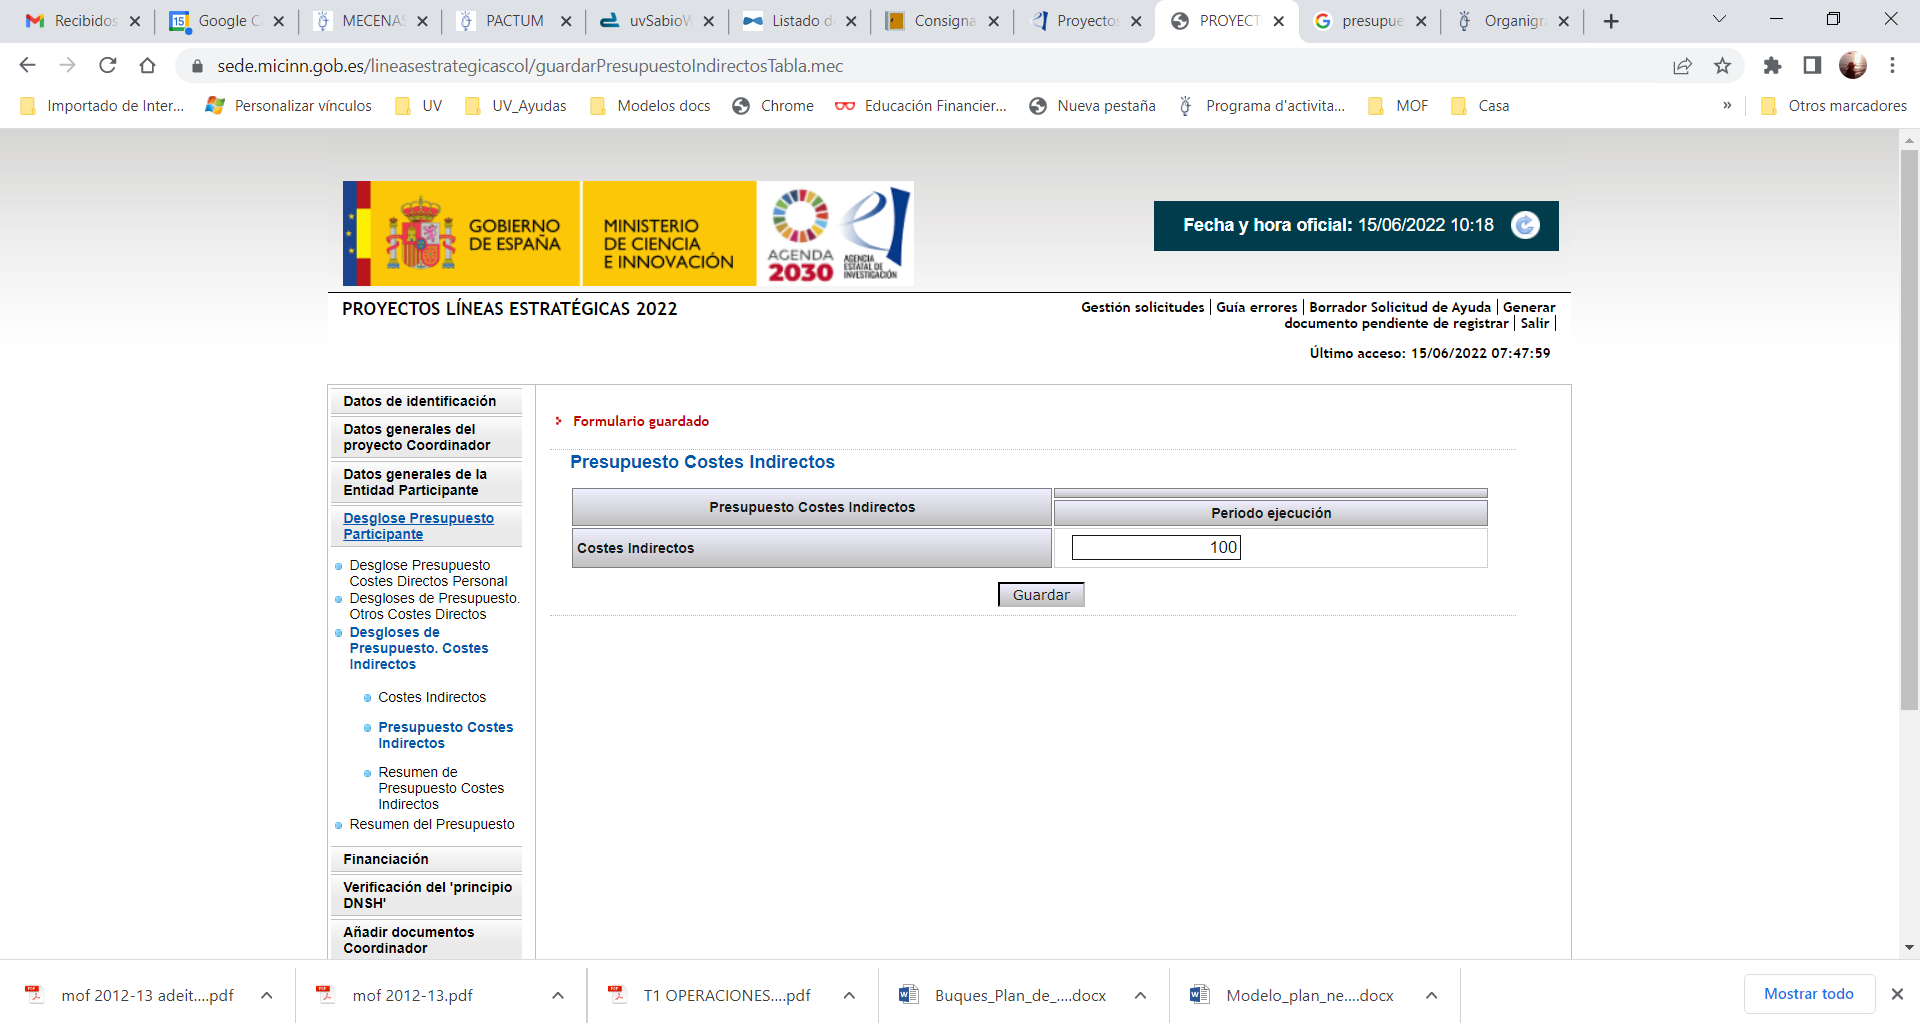 Recibidos
Google C
MECENAS
PACTUM
uvSabioW
Listado d
Consigna
Proyectos
PROYECT
presupue
Organigr
sede.micinn.gob.es/lineasestrategicascol/guardarPresupuestoIndirectosTabla.mec
Importado de Inter...
Personalizar vínculos
UV
UV_Ayudas
Modelos docs
Chrome
Educación Financier...
Nueva pestaña
Programa d'activita...
MOF
Casa
»
Otros marcadores
GOBIERNO
DE ESPAÑA
MINISTERIO
DE CIENCIA
E INNOVACIÓN
AGENDA
2030
AGENCIA
ESTATAL DE
INVESTIGACIÓN
Fecha y hora oficial: 15/06/2022 10:18
PROYECTOS LÍNEAS ESTRATÉGICAS 2022
Gestión solicitudes | Guía errores | Borrador Solicitud de Ayuda | Generar
documento pendiente de registrar | Salir |
Último acceso: 15/06/2022 07:47:59
Datos de identificación
Datos generales del
proyecto Coordinador
Datos generales de la
Entidad Participante
Desglose Presupuesto
Participante
Desglose Presupuesto
Costes Directos Personal
Desgloses de Presupuesto.
Otros Costes Directos
Desgloses de
Presupuesto. Costes
Indirectos
Costes Indirectos
Presupuesto Costes
Indirectos
Resumen de
Presupuesto Costes
Indirectos
Resumen del Presupuesto
Financiación
Verificación del 'principio
DNSH'
Añadir documentos
Coordinador
Formulario guardado
Presupuesto Costes Indirectos
Presupuesto Costes Indirectos
Periodo ejecución
Costes Indirectos
100
Guardar
mof 2012-13 adeit....pdf
mof 2012-13.pdf
T1 OPERACIONES....pdf
Buques_Plan_de_....docx
Modelo_plan_ne....docx
Mostrar todo